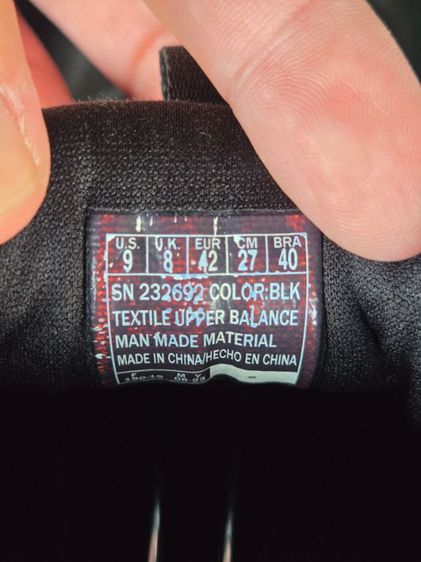 U.S. U.K. EUR CM BRA
9 8 42 27 40
SN 232692 COLOR:BLK
TEXTILE UPPER BALANCE
MAN MADE MATERIAL
MADE IN CHINA/HECHO EN CHINA
F M Y